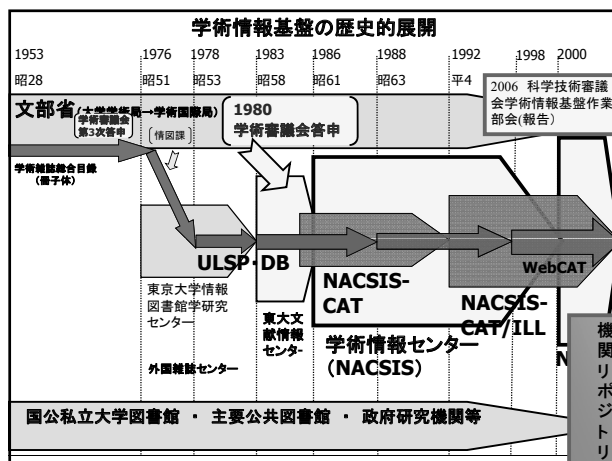 学術情報基盤の歴史的展開
1953 1976 1978 1983 1986 1988 1992 1998 2000
昭28 昭51 昭53 昭58 昭61 昭63 平4
2006 科学技術審議
会学術情報基盤作業
部会(報告)
文部省(大学学術局→学術国際局)
学術審議会
第3次答申
情図課
1980
学術審議会答申
学術雑誌総合目録
(冊子体)
ULSP・DB
NACSIS-
CAT
NACSIS-
CAT/ILL
WebCAT
東京大学情報
図書館学研究
センター
東大文
献情報
センター
外国雑誌センター
学術情報センター
(NACSIS)
N
機
関
リ
ポ
ジ
ト
リ
国公私立大学図書館 ・ 主要公共図書館 ・ 政府研究機関等